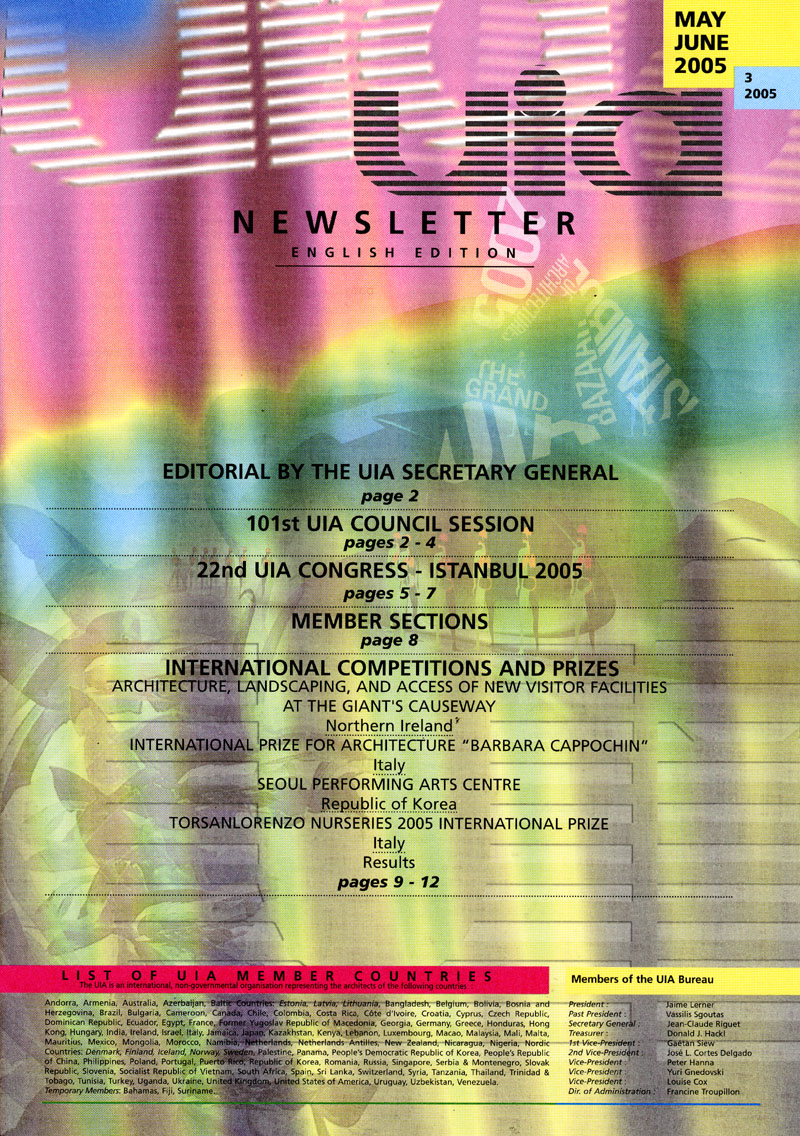 MAY
JUNE
2005
3
2005
uia
NEWSLETTER
ENGLISH EDITION
2005
ISTANBUL
BAZAAR
OF
ARCHITECTURES
THE
GRAND
UIA
EDITORIAL BY THE UIA SECRETARY GENERAL
page 2
101st UIA COUNCIL SESSION
pages 2 - 4
22nd UIA CONGRESS - ISTANBUL 2005
pages 5 - 7
MEMBER SECTIONS
page 8
INTERNATIONAL COMPETITIONS AND PRIZES
ARCHITECTURE, LANDSCAPING, AND ACCESS OF NEW VISITOR FACILITIES
AT THE GIANT'S CAUSEWAY
Northern Ireland
INTERNATIONAL PRIZE FOR ARCHITECTURE “BARBARA CAPPOCHIN”
Italy
SEOUL PERFORMING ARTS CENTRE
Republic of Korea
TORSANLORENZO NURSERIES 2005 INTERNATIONAL PRIZE
Italy
Results
pages 9 - 12
LIST OF UIA MEMBER COUNTRIES
The UIA is an international, non-governmental organisation representing the architects of the following countries :
Andorra, Armenia, Australia, Azerbaijan, Baltic Countries: Estonia, Latvia, Lithuania, Bangladesh, Belgium, Bolivia, Bosnia and
Herzegovina, Brazil, Bulgaria, Cameroon, Canada, Chile, Colombia, Costa Rica, Côte d'Ivoire, Croatia, Cyprus, Czech Republic,
Dominican Republic, Ecuador, Egypt, France, Former Yugoslav Republic of Macedonia, Georgia, Germany, Greece, Honduras, Hong
Kong, Hungary, India, Ireland, Israel, Italy, Jamaica, Japan, Kazakhstan, Kenya, Lebanon, Luxembourg, Macao, Malaysia, Mali, Malta,
Mauritius, Mexico, Mongolia, Morocco, Namibia, Netherlands, Netherlands Antilles, New Zealand, Nicaragua, Nigeria, Nordic
Countries: Denmark, Finland, Iceland, Norway, Sweden, Palestine, Panama, People's Democratic Republic of Korea, People's Republic
of China, Philippines, Poland, Portugal, Puerto Rico, Republic of Korea, Romania, Russia, Singapore, Serbia & Montenegro, Slovak
Republic, Slovenia, Socialist Republic of Vietnam, South Africa, Spain, Sri Lanka, Switzerland, Syria, Tanzania, Thailand, Trinidad &
Tobago, Tunisia, Turkey, Uganda, Ukraine, United Kingdom, United States of America, Uruguay, Uzbekistan, Venezuela.
Temporary Members: Bahamas, Fiji, Suriname.
Members of the UIA Bureau
President : Jaime Lerner
Past President : Vassilis Sgoutas
Secretary General : Jean-Claude Riguet
Treasurer : Donald J. Hackl
1st Vice-President : Gaétan Siew
2nd Vice-President : José L. Cortes Delgado
Vice-President : Peter Hanna
Vice-President : Yuri Gnedovski
Vice-President : Louise Cox
Dir. of Administration : Francine Troupillon